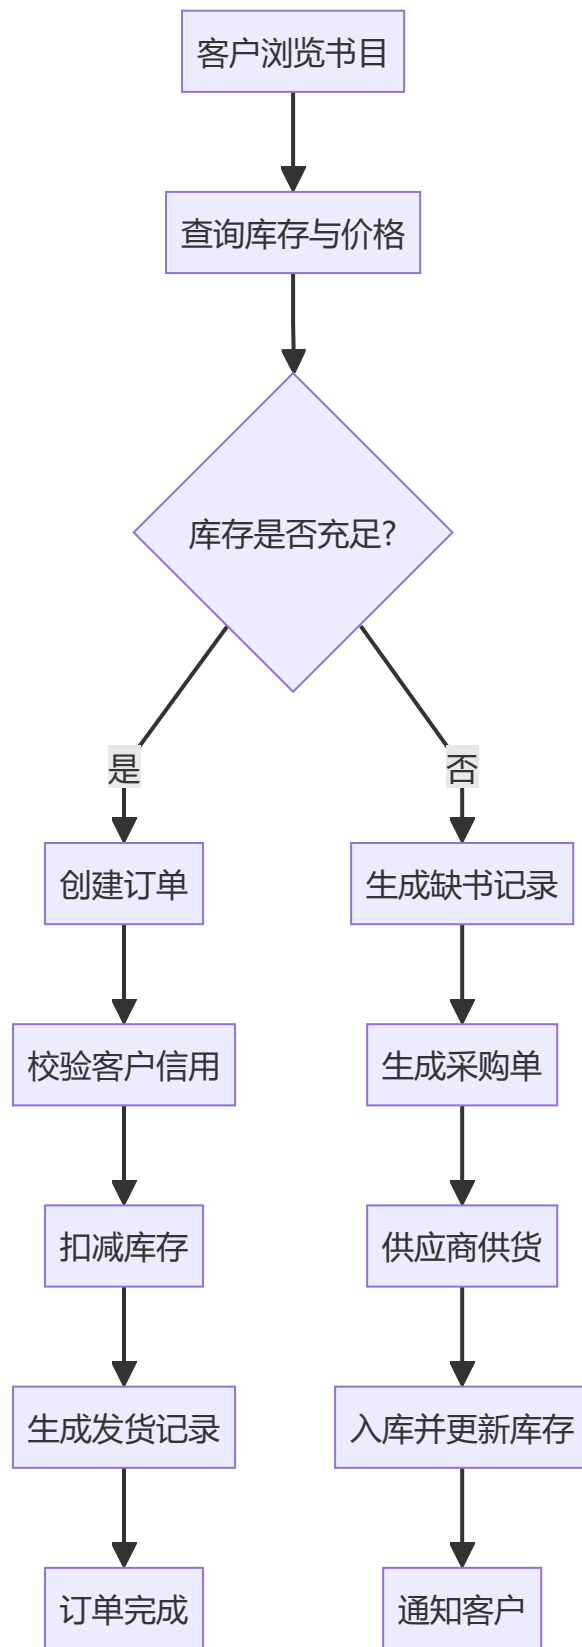 客户浏览书目
查询库存与价格
库存是否充足?
是
否
创建订单
生成缺书记录
校验客户信用
生成采购单
扣减库存
供应商供货
生成发货记录
入库并更新库存
订单完成
通知客户